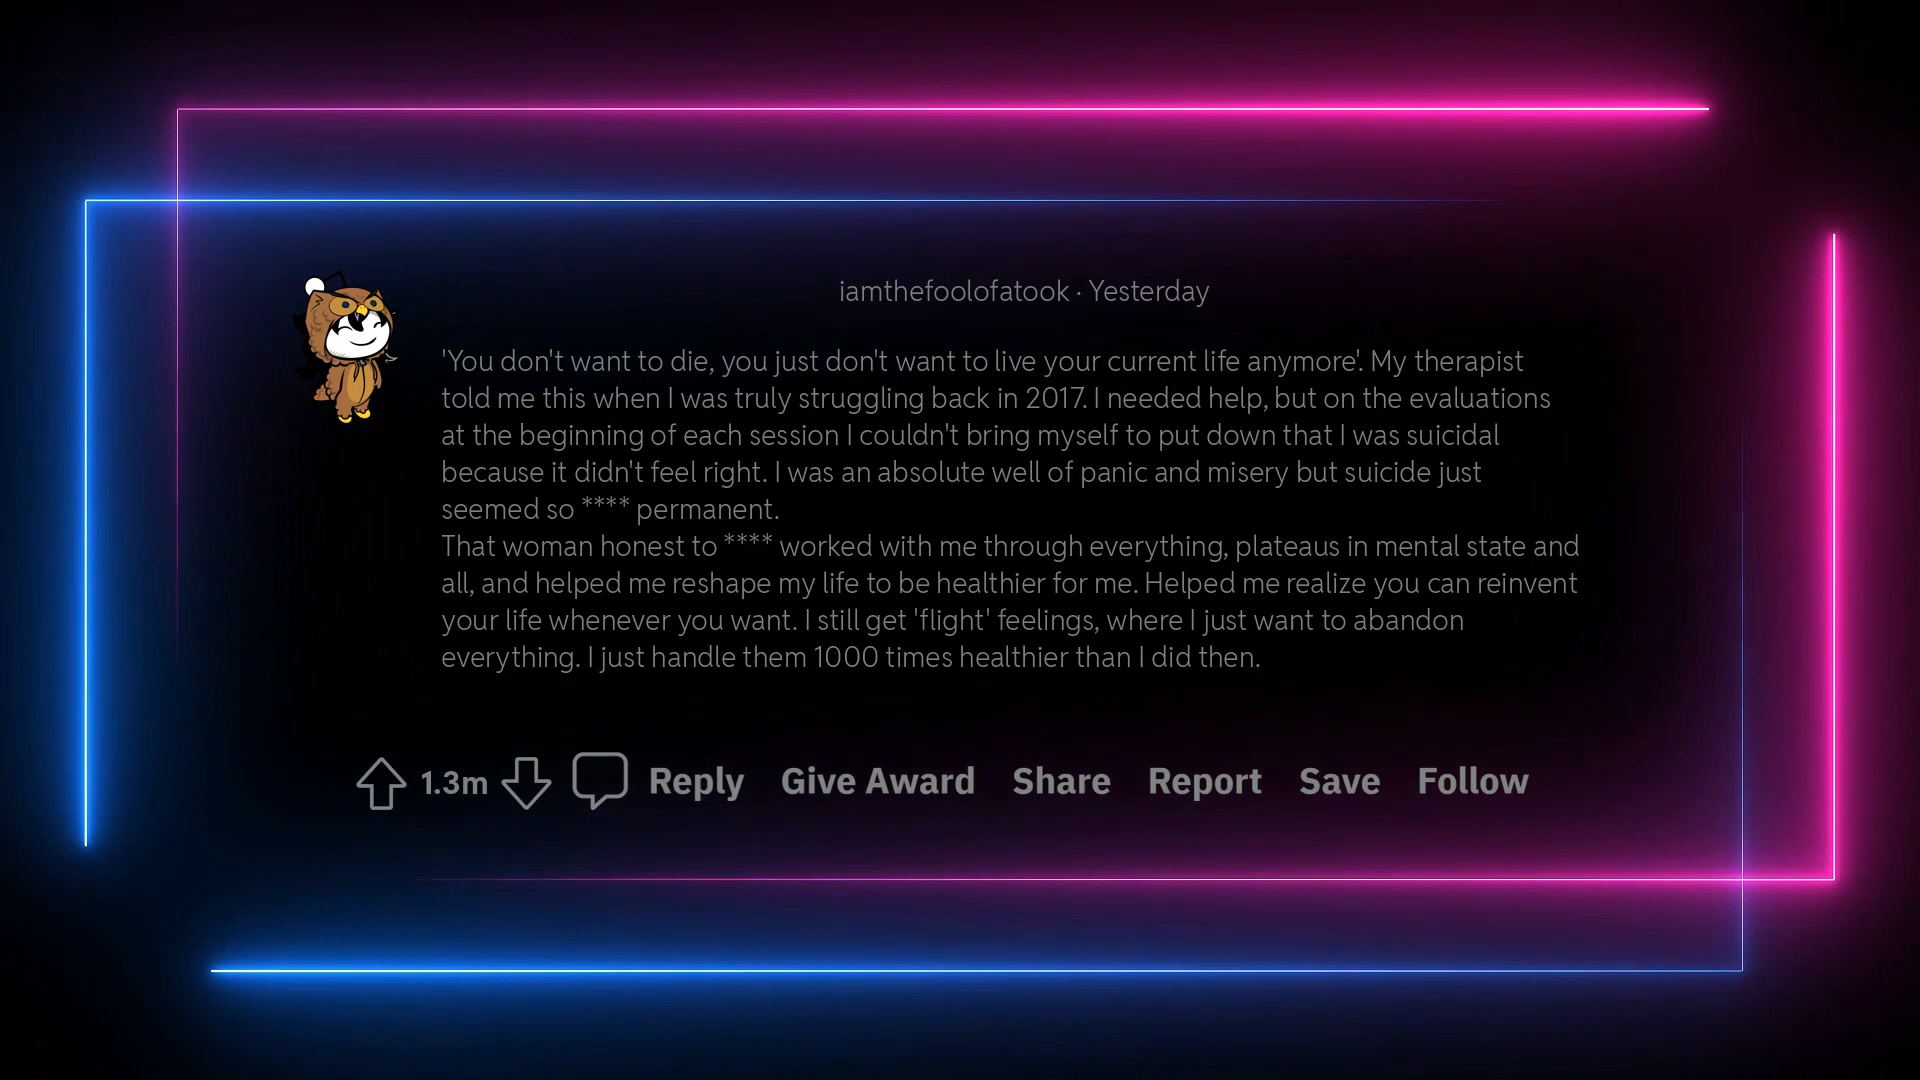 iamthefoolofatook · Yesterday
'You don't want to die, you just don't want to live your current life anymore'. My therapist
told me this when I was truly struggling back in 2017. I needed help, but on the evaluations
at the beginning of each session I couldn't bring myself to put down that I was suicidal
because it didn't feel right. I was an absolute well of panic and misery but suicide just
seemed so **** permanent.
That woman honest to **** worked with me through everything, plateaus in mental state and
all, and helped me reshape my life to be healthier for me. Helped me realize you can reinvent
your life whenever you want. I still get 'flight' feelings, where I just want to abandon
everything. I just handle them 1000 times healthier than I did then.
1.3m Reply Give Award Share Report Save Follow